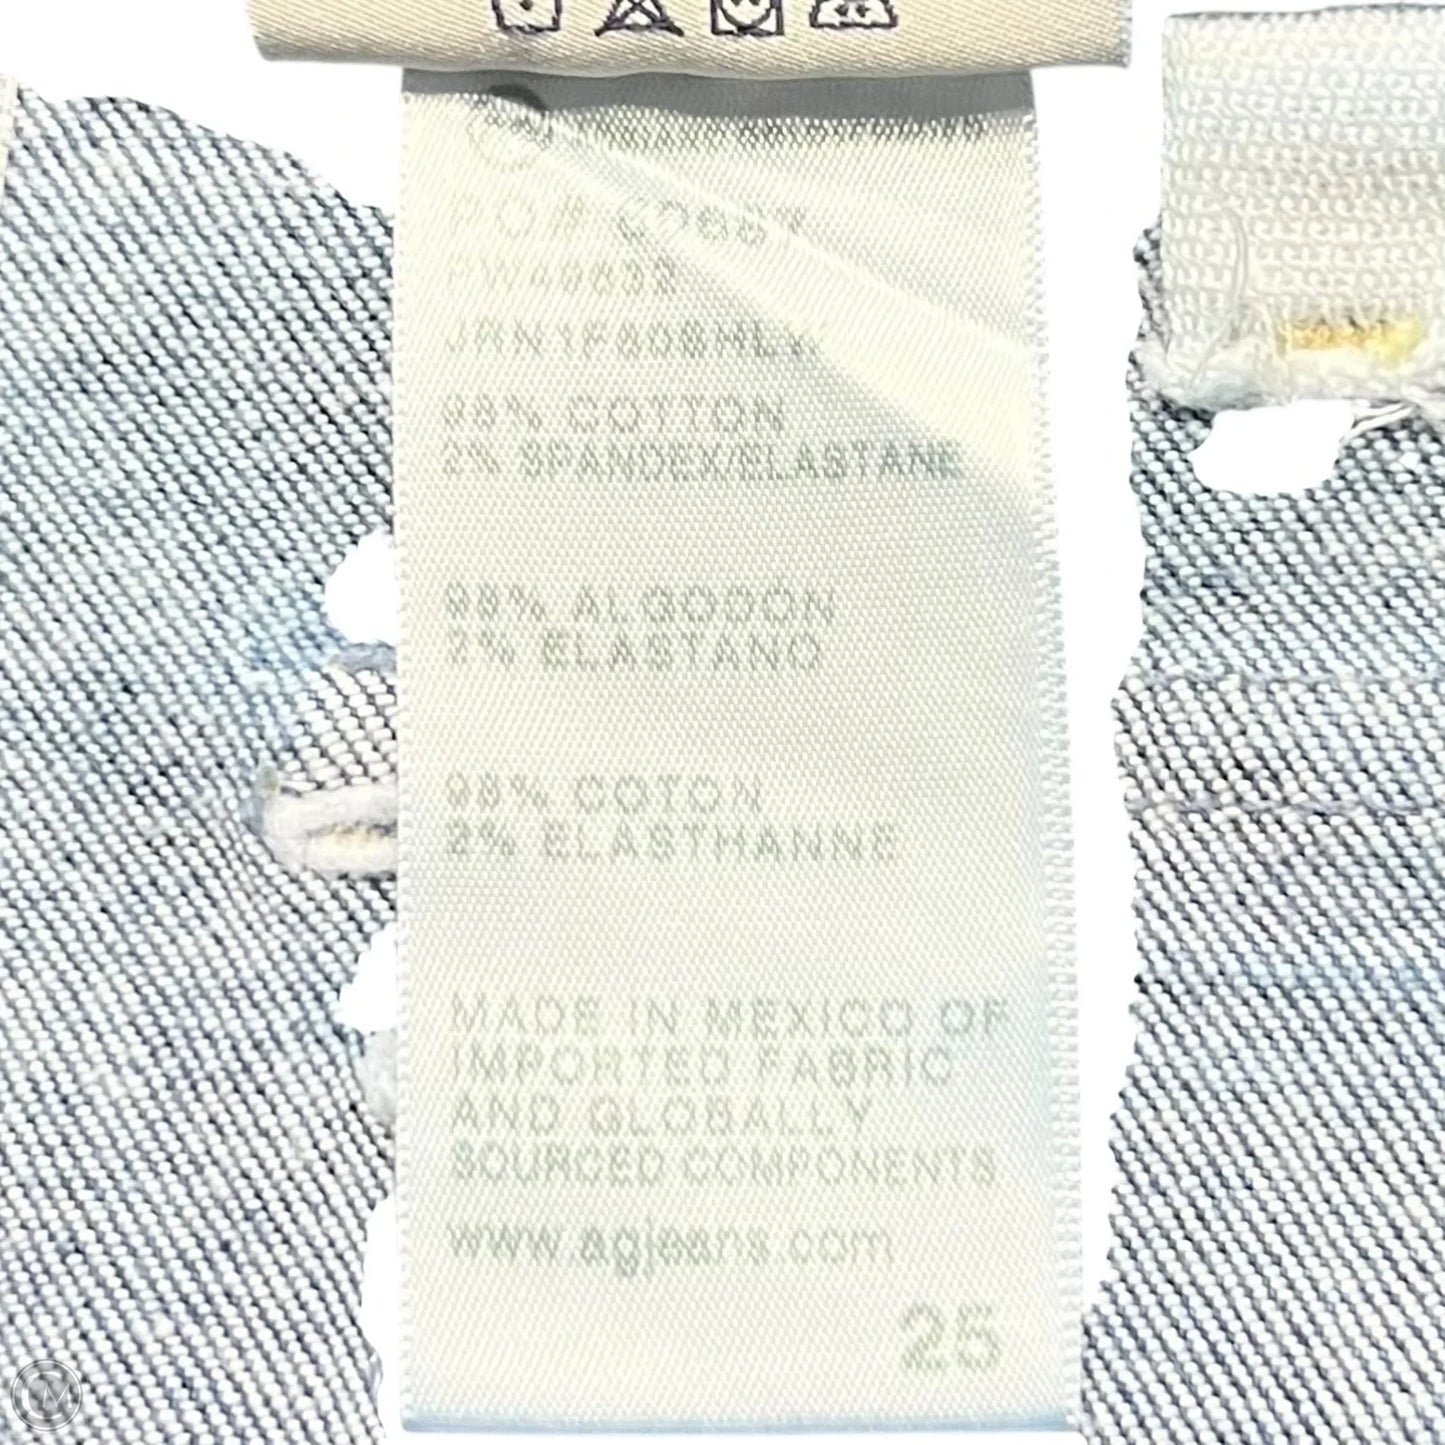 98% COTTON
2% SPANDEX/ELASTANE
98% ALGODÓN
2% ELASTANO
98% COTON
2% ELASTHANNE
MADE IN MEXICO OF
IMPORTED FABRIC
AND GLOBALLY
SOURCED COMPONENTS
www.agjeans.com
25